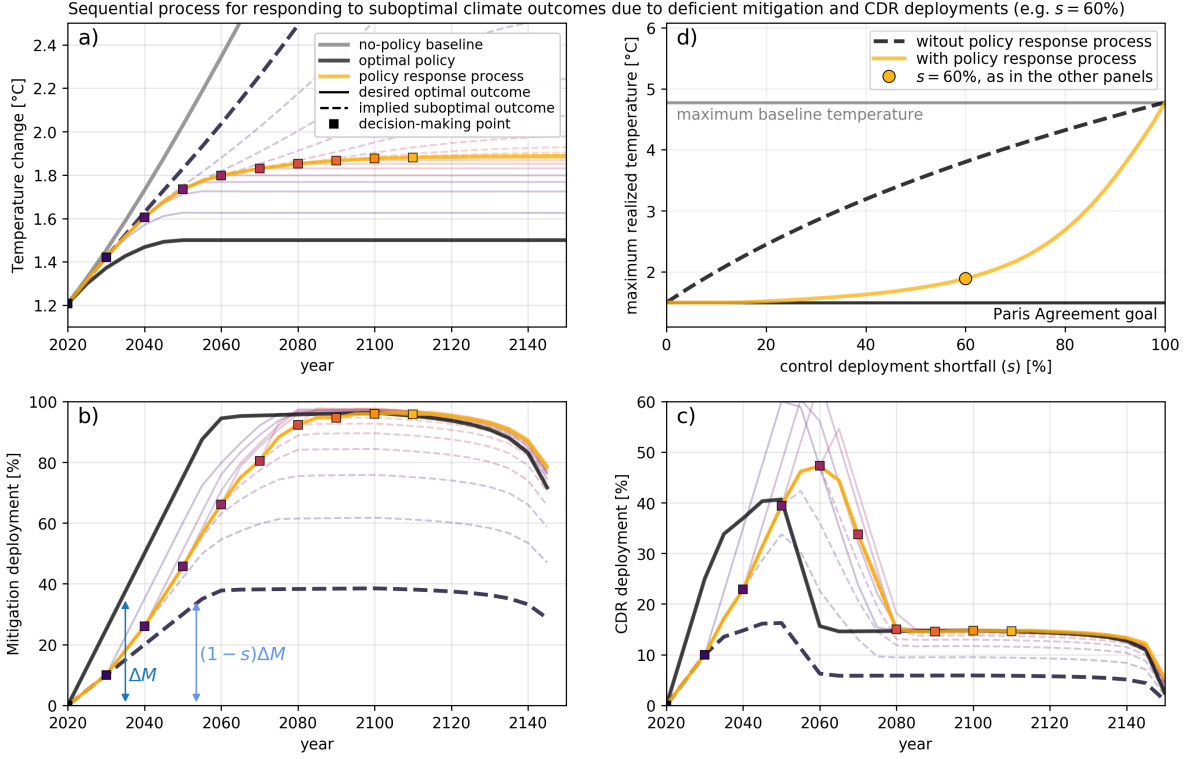 Sequential process for responding to suboptimal climate outcomes due to deficient mitigation and CDR deployments (e.g. s = 60%)
a)
Temperature change [°C]
2.4
2.2
2.0
1.8
1.6
1.4
1.2
no-policy baseline
optimal policy
policy response process
desired optimal outcome
implied suboptimal outcome
decision-making point
2020 2040 2060 2080 2100 2120 2140
year
d)
maximum realized temperature [°C]
6
5
4
3
2
witout policy response process
with policy response process
s = 60%, as in the other panels
maximum baseline temperature
Paris Agreement goal
0 20 40 60 80 100
control deployment shortfall (s) [%]
b)
Mitigation deployment [%]
100
80
60
40
20
0
ΔM
(1 − s)ΔM
2020 2040 2060 2080 2100 2120 2140
year
c)
CDR deployment [%]
60
50
40
30
20
10
0
2020 2040 2060 2080 2100 2120 2140
year